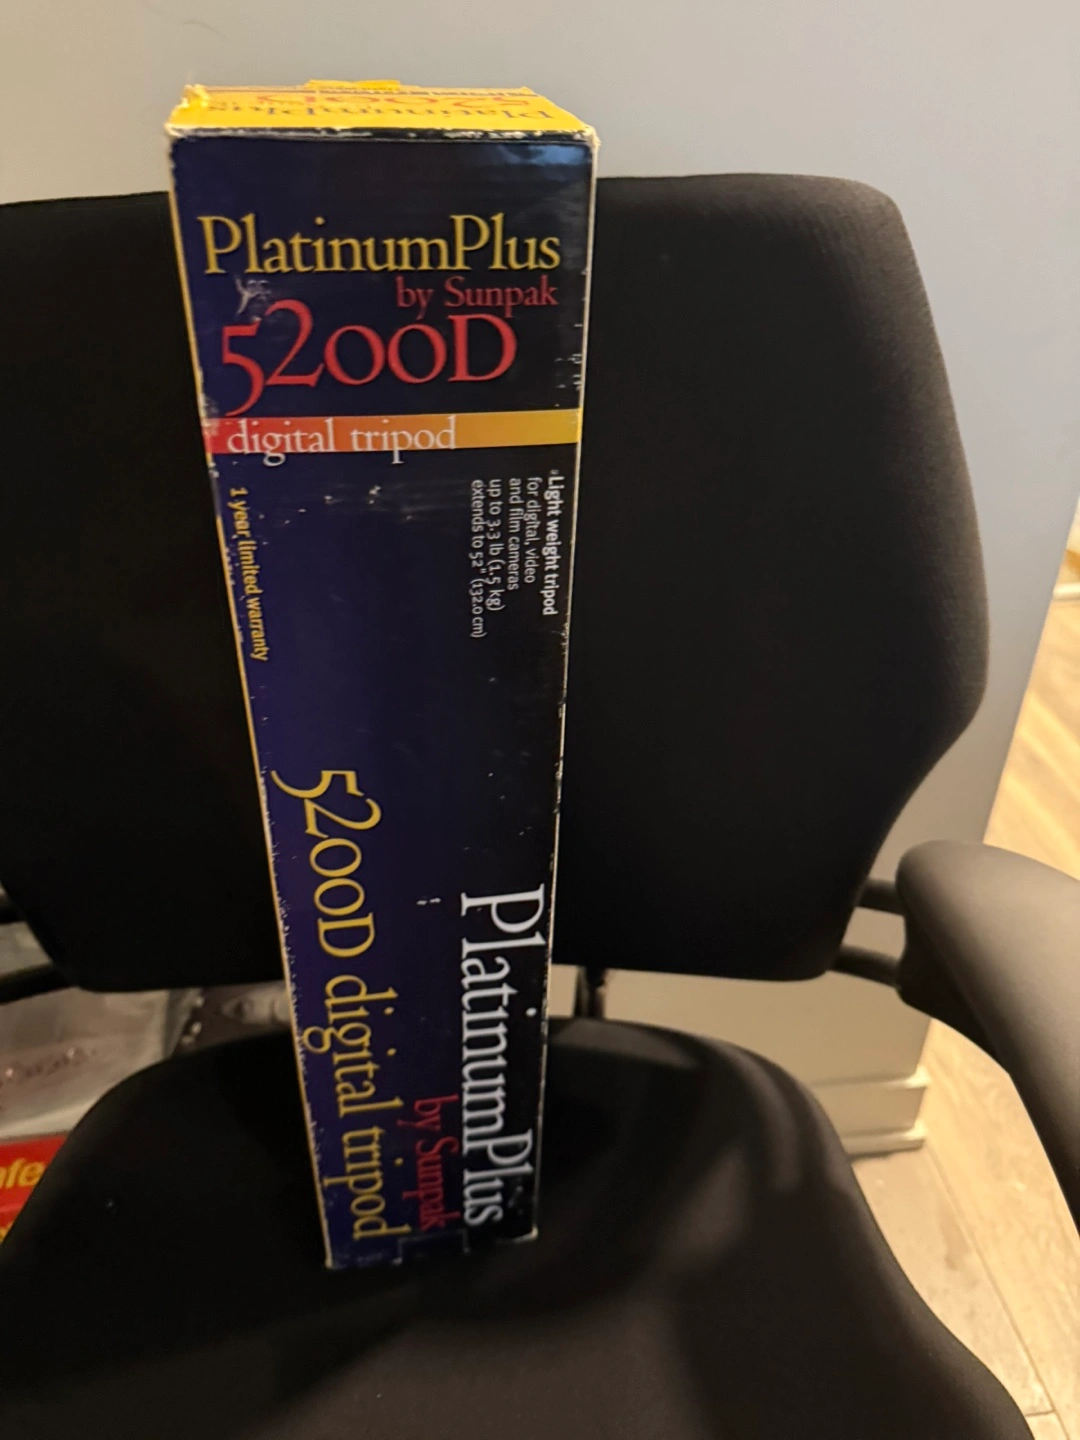 PlatinumPlus
5200D
PlatinumPlus
by Sunpak
5200D
digital tripod
Light weight tripod
for digital, video
and film cameras
up to 3.3 lb (1.5 kg)
extends to 52" (132.0 cm)
1 year limited warranty
PlatinumPlus
by Sunpak
5200D digital tripod